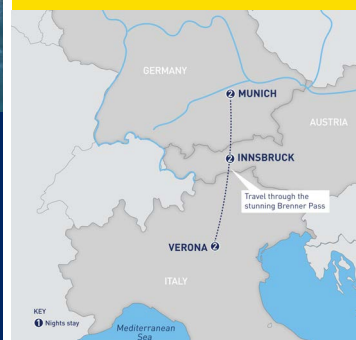 GERMANY
2 MUNICH
AUSTRIA
2 INNSBRUCK
Travel through the
stunning Brenner Pass
VERONA 2
ITALY
KEY
1 Nights stay
Mediterranean
Sea